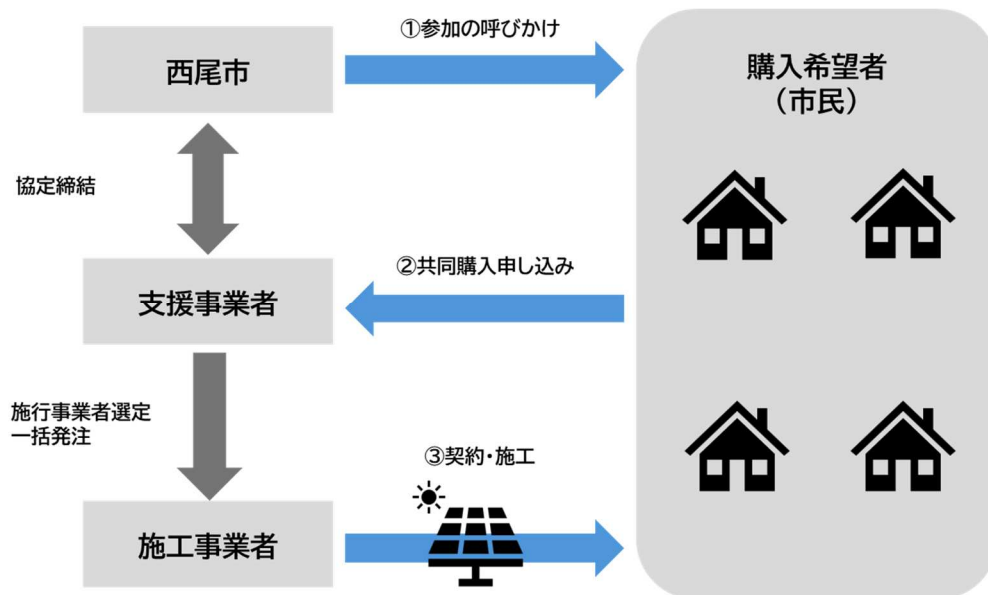 ①参加の呼びかけ
西尾市
購入希望者
（市民）
協定締結
②共同購入申し込み
支援事業者
施行事業者選定
一括発注
③契約・施工
施工事業者